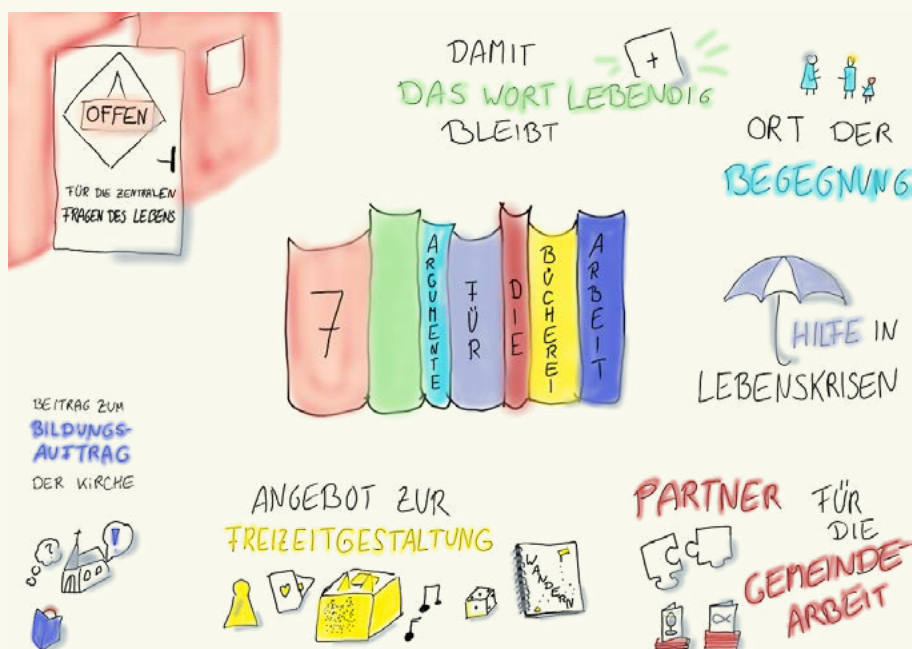 OFFEN
FÜR DIE ZENTRALEN
FRAGEN DES LEBENS
DAMIT
DAS WORT LEBENDIG
BLEIBT
ORT DER
BEGEGNUNG
7
ARGUMENTE
FÜR
DIE
BÜCHEREI
ARBEIT
HILFE IN
LEBENSKRISEN
BEITRAG ZUM
BILDUNGS-
AUFTRAG
DER KIRCHE
ANGEBOT ZUR
FREIZEITGESTALTUNG
WANDERN
PARTNER FÜR
DIE
GEMEINDE-
ARBEIT